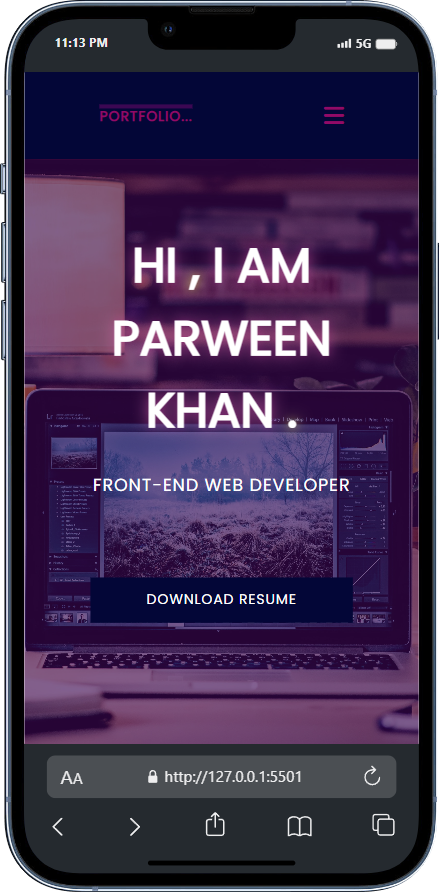 11:13 PM
5G
PORTFOLIO...
HI , I AM
PARWEEN
KHAN .
FRONT-END WEB DEVELOPER
DOWNLOAD RESUME
AA
http://127.0.0.1:5501